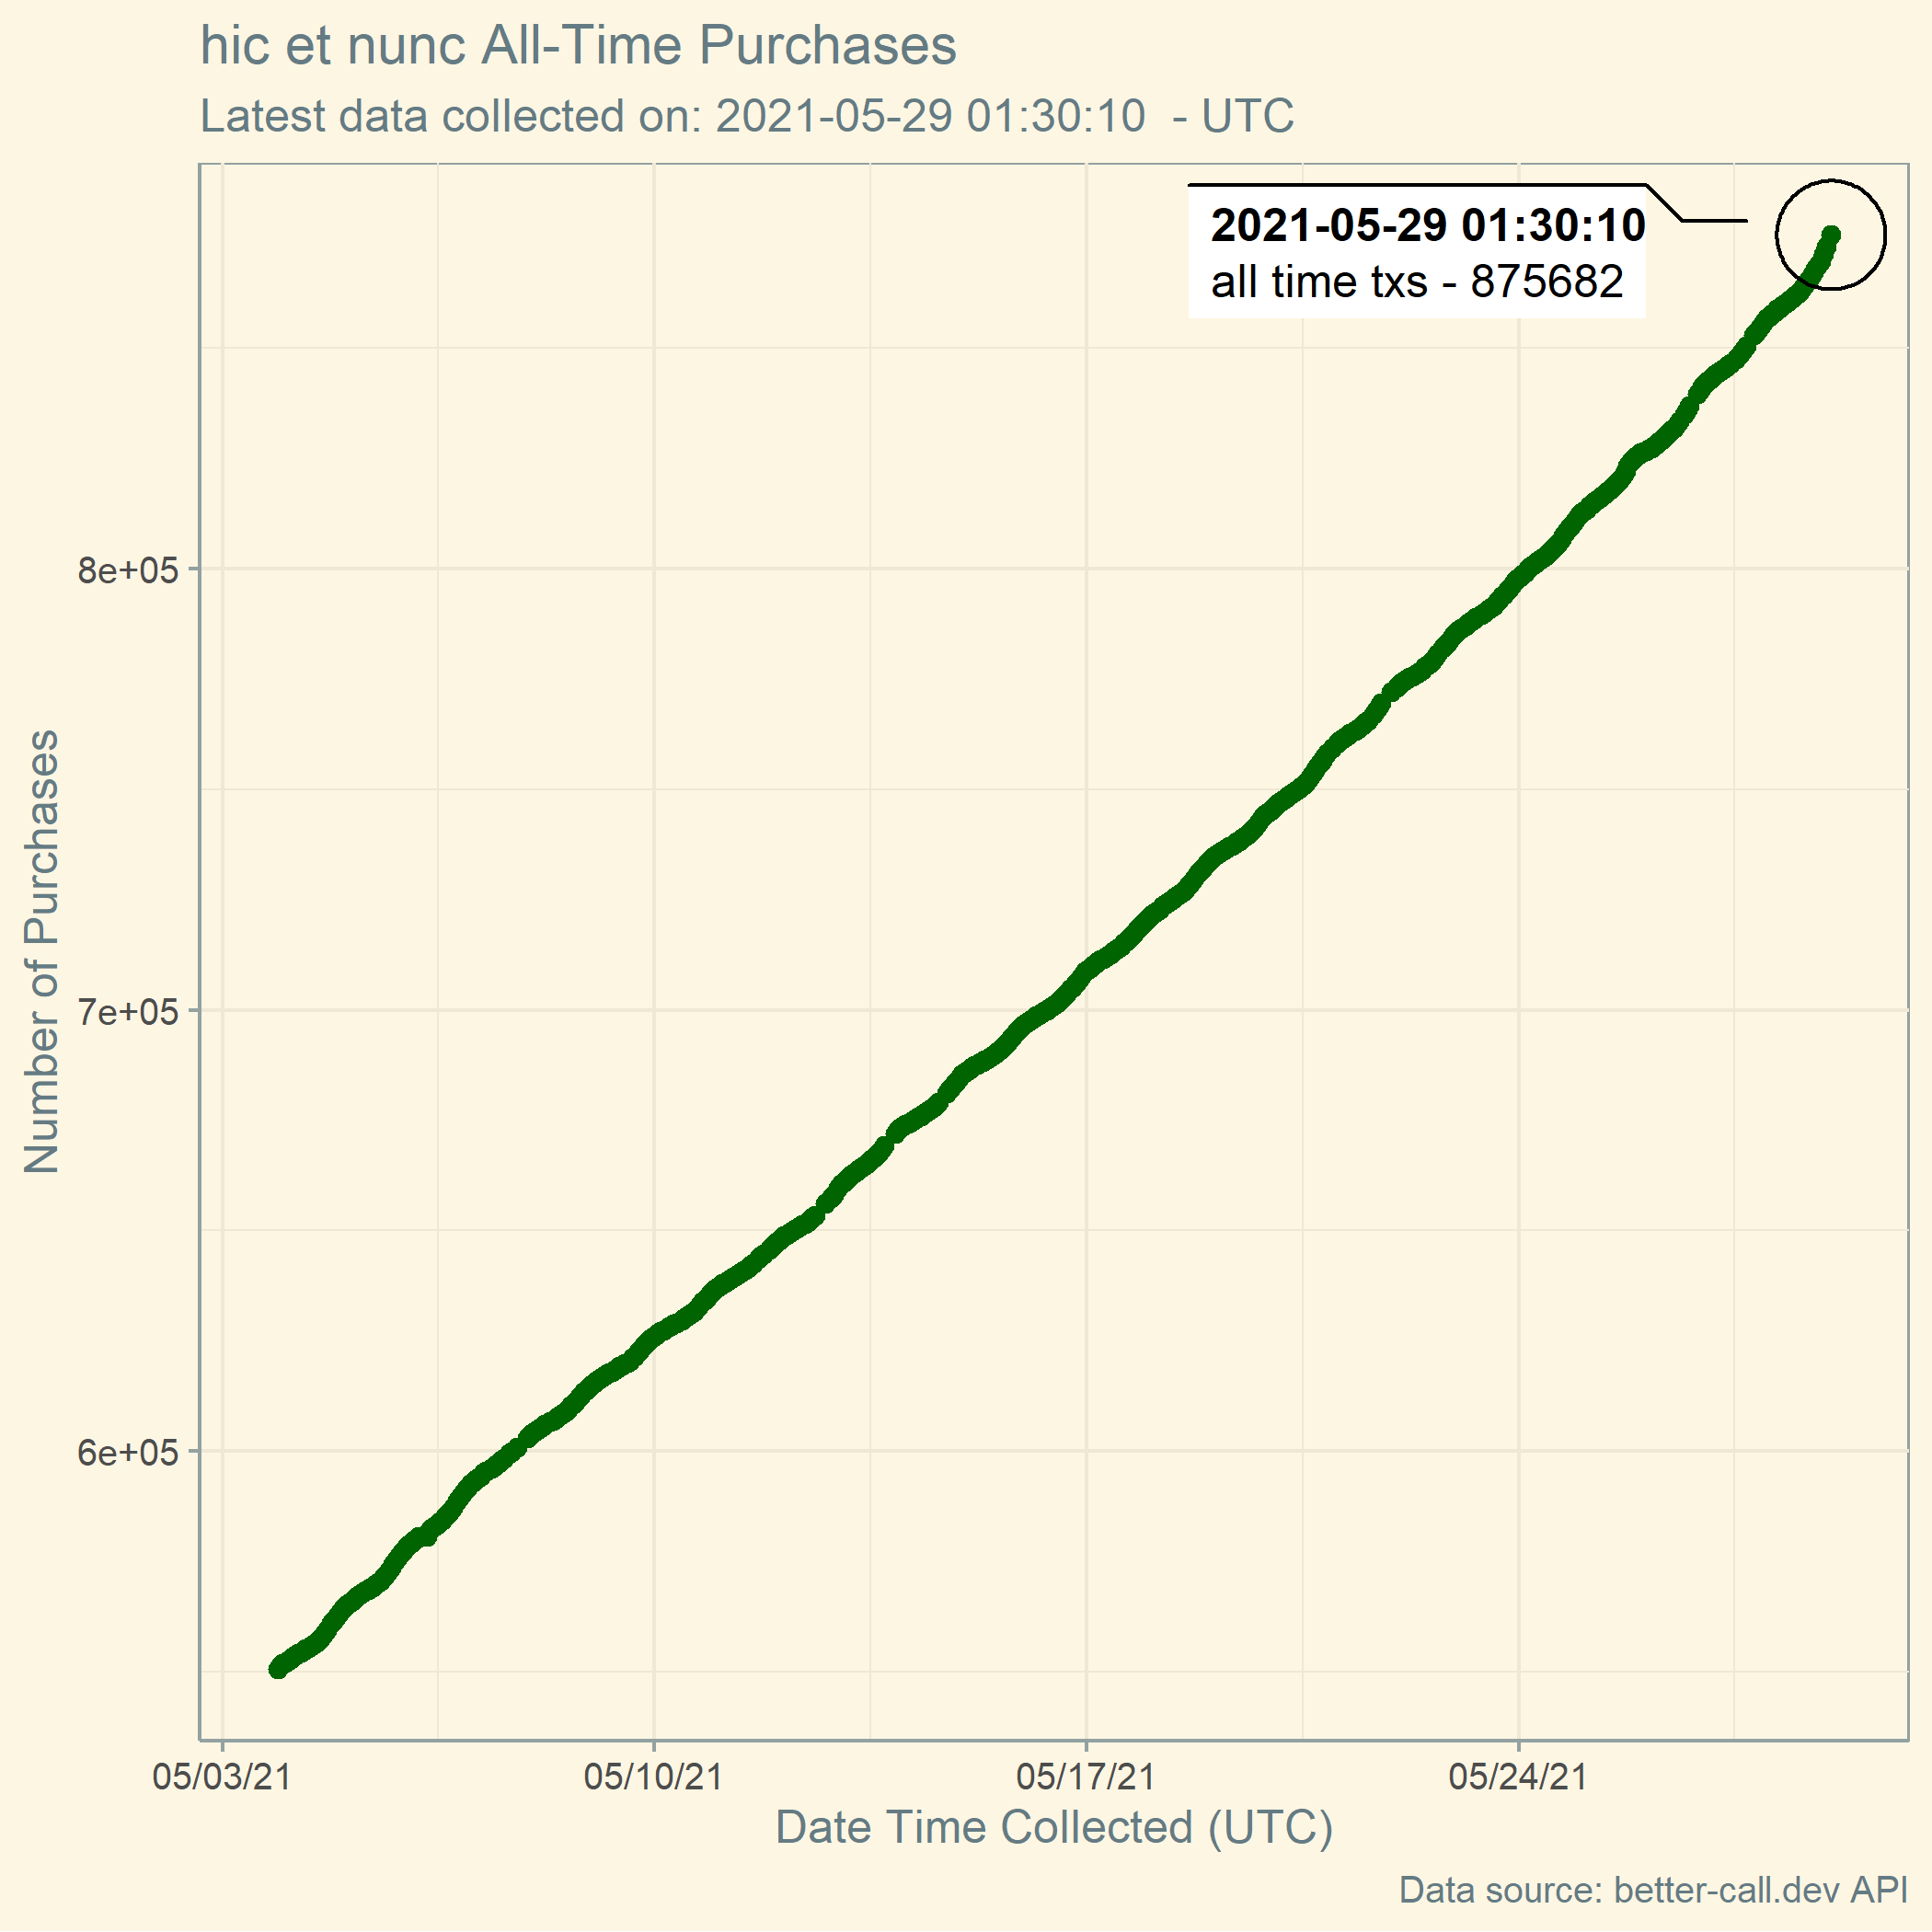 hic et nunc All-Time Purchases
Latest data collected on: 2021-05-29 01:30:10  - UTC
2021-05-29 01:30:10
all time txs - 875682
Number of Purchases
8e+05
7e+05
6e+05
05/03/21
05/10/21
05/17/21
05/24/21
Date Time Collected (UTC)
Data source: better-call.dev API